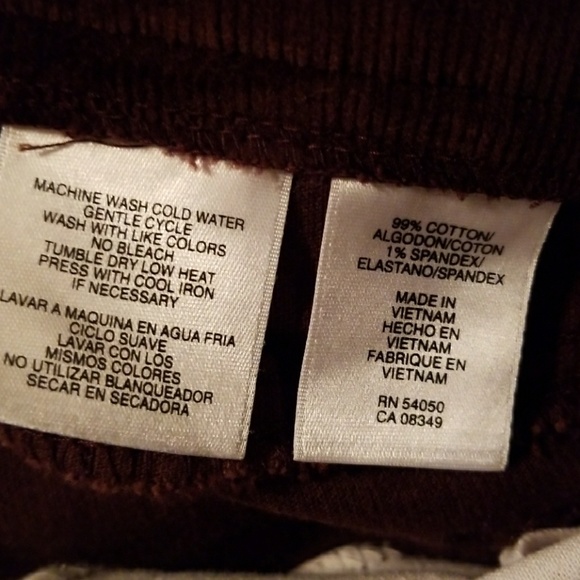 MACHINE WASH COLD WATER
GENTLE CYCLE
WASH WITH LIKE COLORS
NO BLEACH
TUMBLE DRY LOW HEAT
PRESS WITH COOL IRON
IF NECESSARY
LAVAR A MAQUINA EN AGUA FRIA
CICLO SUAVE
LAVAR CON LOS
MISMOS COLORES
NO UTILIZAR BLANQUEADOR
SECAR EN SECADORA
99% COTTON/
ALGODON/COTON
1% SPANDEX/
ELASTANO/SPANDEX
MADE IN
VIETNAM
HECHO EN
VIETNAM
FABRIQUE EN
VIETNAM
RN 54050
CA 08349